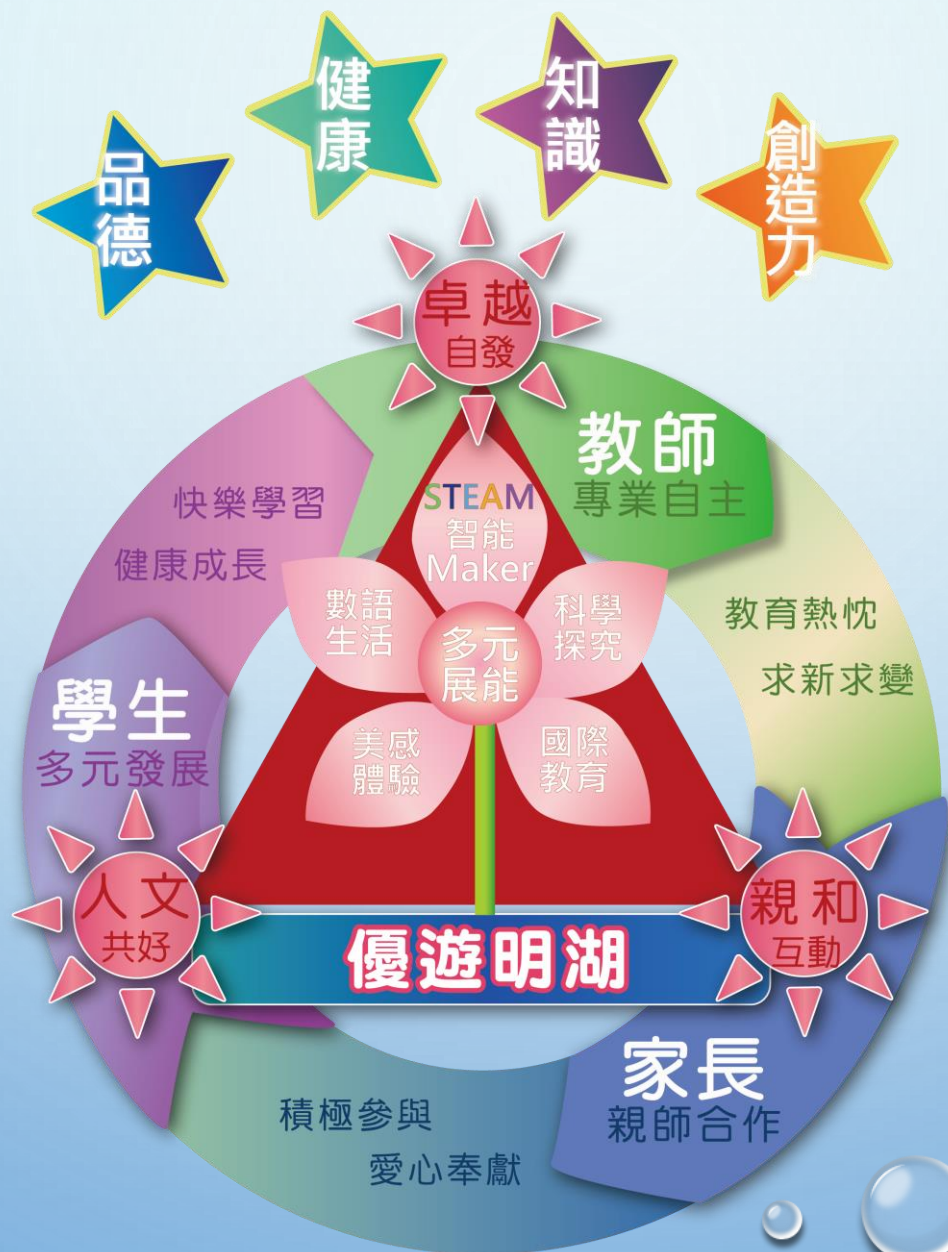 品德
健康
知識
創造力
卓越
自發
教師
專業自主
快樂學習
健康成長
STEAM
智能
Maker
數語
生活
科學
探究
多元
展能
教育熱忱
求新求變
學生
多元發展
美感
體驗
國際
教育
人文
共好
親和
互動
優遊明湖
家長
親師合作
積極參與
愛心奉獻